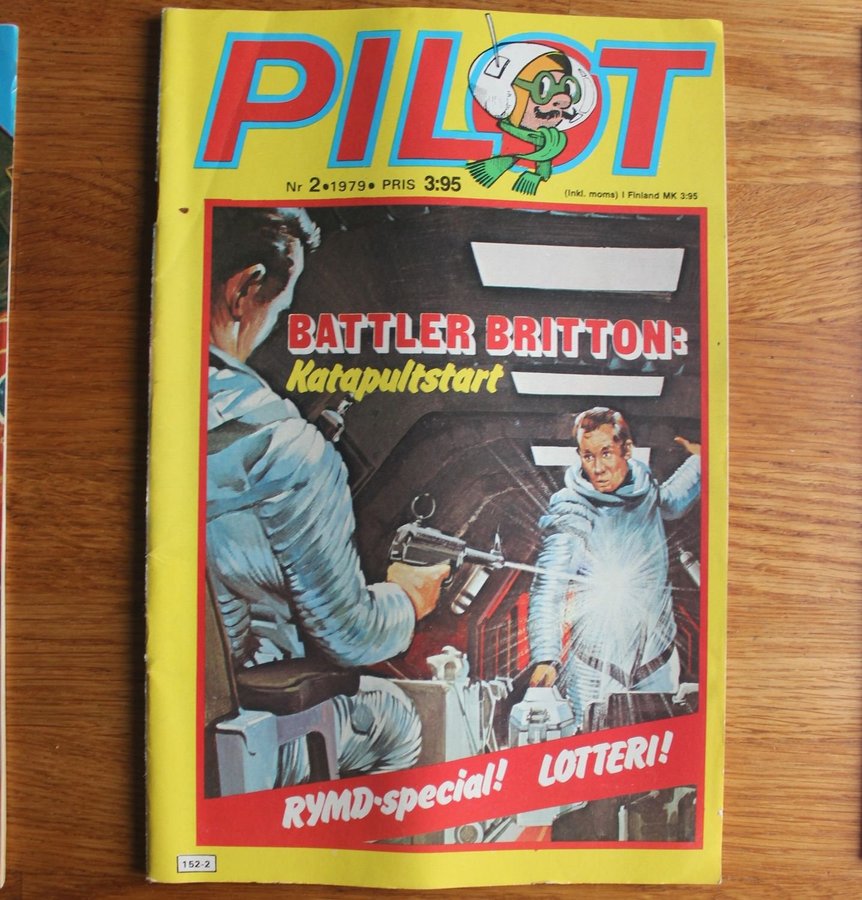 PILOT
Nr 2•1979• PRIS 3:95
(Inkl. moms) I Finland MK 3:95
BATTLER BRITTON:
Katapultstart
RYMD-special! LOTTERI!
152-2